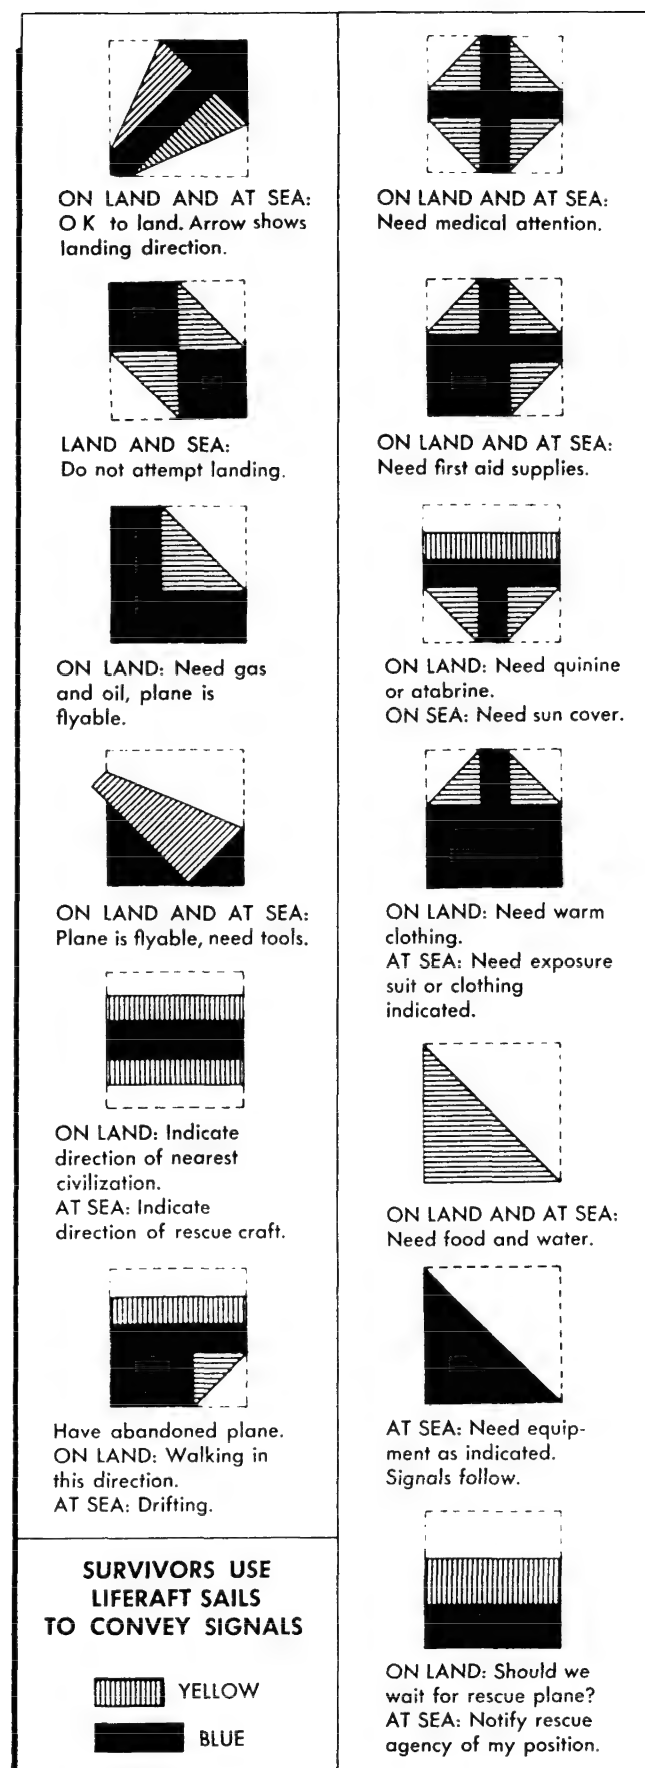 ON LAND AND AT SEA:
O K to land. Arrow shows
landing direction.
LAND AND SEA:
Do not attempt landing.
ON LAND: Need gas
and oil, plane is
flyable.
ON LAND AND AT SEA:
Plane is flyable, need tools.
ON LAND: Indicate
direction of nearest
civilization.
AT SEA: Indicate
direction of rescue craft.
Have abandoned plane.
ON LAND: Walking in
this direction.
AT SEA: Drifting.
SURVIVORS USE
LIFERAFT SAILS
TO CONVEY SIGNALS
YELLOW
BLUE
ON LAND AND AT SEA:
Need medical attention.
ON LAND AND AT SEA:
Need first aid supplies.
ON LAND: Need quinine
or atabrine.
ON SEA: Need sun cover.
ON LAND: Need warm
clothing.
AT SEA: Need exposure
suit or clothing
indicated.
ON LAND AND AT SEA:
Need food and water.
AT SEA: Need equip-
ment as indicated.
Signals follow.
ON LAND: Should we
wait for rescue plane?
AT SEA: Notify rescue
agency of my position.